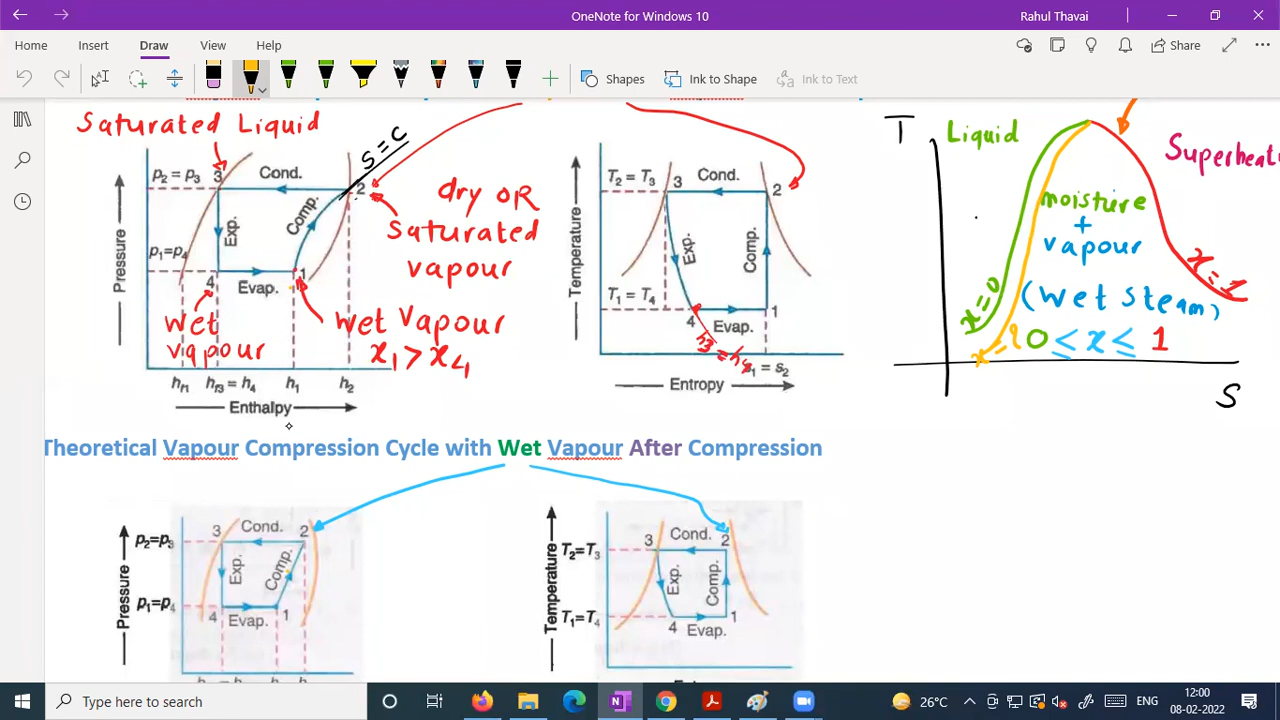 OneNote for Windows 10
Rahul Thavai
Home
Insert
Draw
View
Help
Share
Shapes
Ink to Shape
Ink to Text
Saturated Liquid
p2 = p3
3
Cond.
2
S = C
Exp.
Comp.
p1=p4
4
Evap.
1
Pressure
hf1
hf3 = h4
h1
h2
Enthalpy
wet
vapour
dry OR
Saturated
vapour
Wet Vapour
x1 > x4
T2 = T3
3
Cond.
2
Exp.
Comp.
T1 = T4
4
Evap.
1
Temperature
h3 = h4
s1 = s2
Entropy
T
Liquid
Superheat
moisture
+
vapour
(Wet Steam)
x=0
x=1
0 ≤ x ≤ 1
S
Theoretical Vapour Compression Cycle with Wet Vapour After Compression
Pressure
p2=p3
3
Cond.
2
Exp.
Comp.
p1=p4
4
Evap.
1
Temperature
T2=T3
3
Cond.
2
Exp.
Comp.
T1=T4
4
Evap.
1
Type here to search
26°C
ENG
12:00
08-02-2022